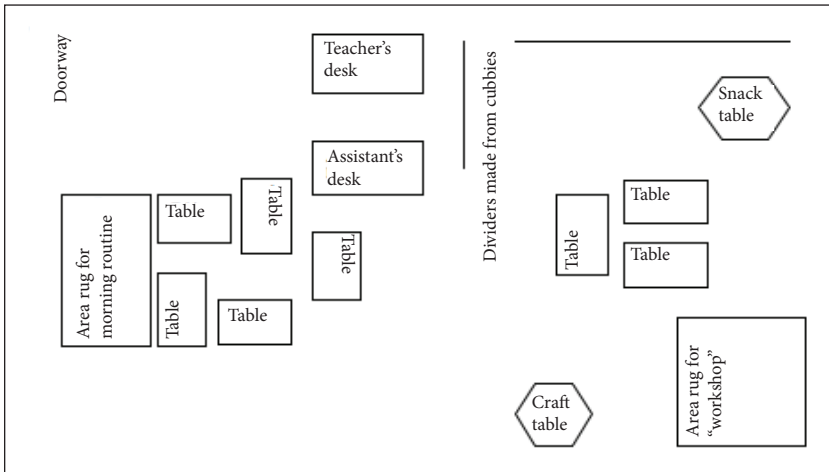 Doorway
Teacher's
desk
Assistant's
desk
Dividers made from cubbies
Snack
table
Area rug for
morning routine
Table
Table
Table
Table
Table
Table
Table
Table
Craft
table
Area rug for
“workshop”